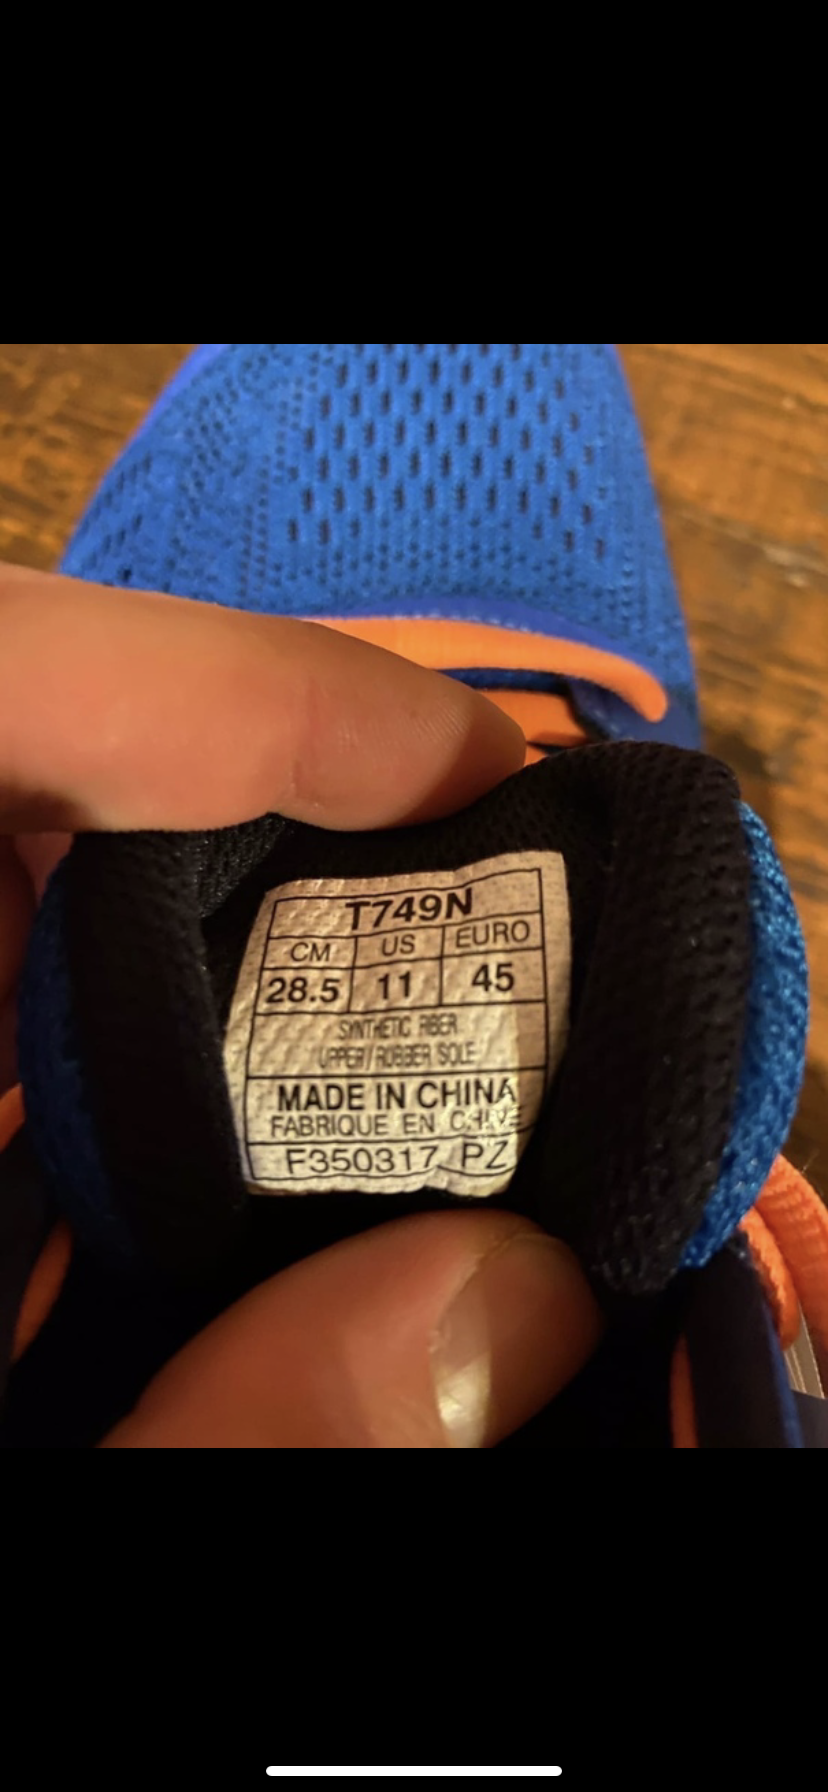 T749N
CM US EURO
28.5 11 45
SYNTHETIC FIBER
UPPER/RUBBER SOLE
MADE IN CHINA
FABRIQUE EN CHINE
F350317 PZ